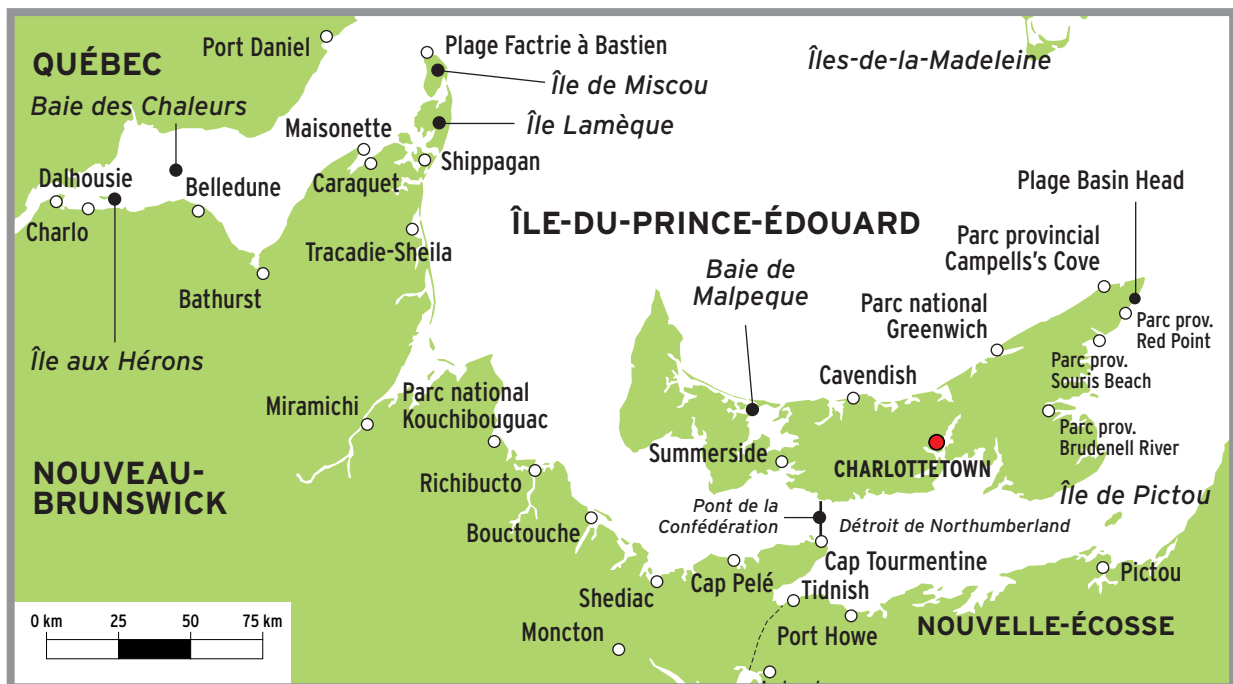 Port Daniel
Plage Factrie à Bastien
QUÉBEC
Îles-de-la-Madeleine
Île de Miscou
Baie des Chaleurs
Île Lamèque
Maisonette
Shippagan
Dalhousie
Belledune
Caraquet
Plage Basin Head
Charlo
ÎLE-DU-PRINCE-ÉDOUARD
Parc provincial
Campells's Cove
Tracadie-Sheila
Baie de
Malpeque
Bathurst
Parc national
Greenwich
Parc prov.
Red Point
Île aux Hérons
Parc prov.
Souris Beach
Cavendish
Parc national
Kouchibouguac
Miramichi
Parc prov.
Brudenell River
Summerside
CHARLOTTETOWN
NOUVEAU-
BRUNSWICK
Richibucto
Île de Pictou
Pont de la
Confédération
Détroit de Northumberland
Bouctouche
Cap Tourmentine
Cap Pelé
Pictou
Shediac
Tidnish
0 km 25 50 75 km
Moncton
Port Howe
NOUVELLE-ÉCOSSE